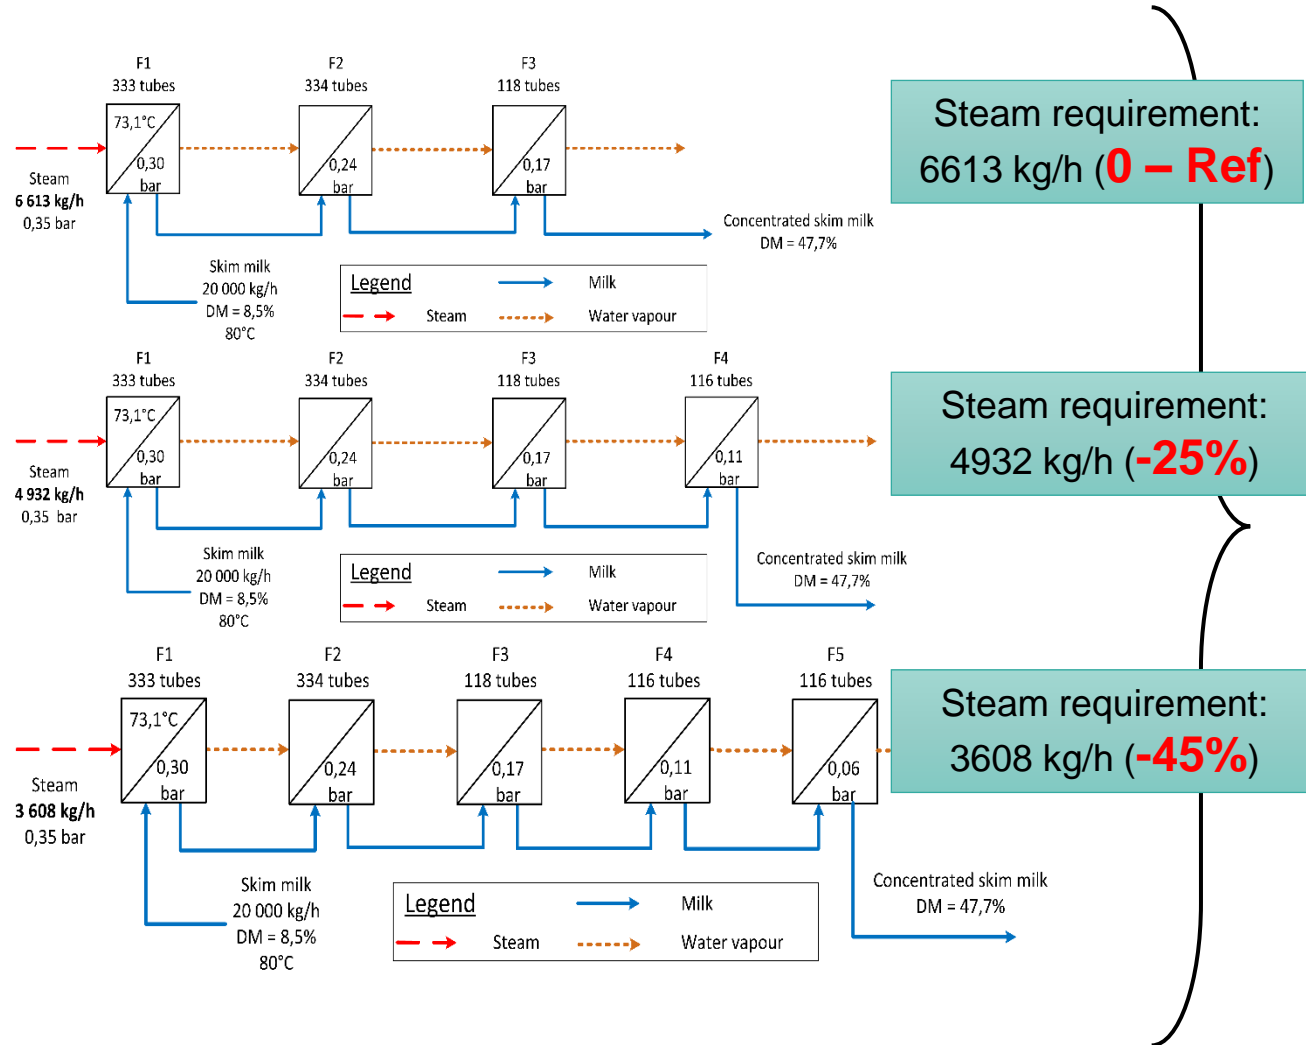 F1
333 tubes
F2
334 tubes
F3
118 tubes
73,1°C
0,30
bar
0,24
bar
0,17
bar
Steam
6 613 kg/h
0,35 bar
Skim milk
20 000 kg/h
DM = 8,5%
80°C
Concentrated skim milk
DM = 47,7%
Legend
Milk
Steam
Water vapour
Steam requirement:
6613 kg/h (0 – Ref)
F1
333 tubes
F2
334 tubes
F3
118 tubes
F4
116 tubes
73,1°C
0,30
bar
0,24
bar
0,17
bar
0,11
bar
Steam
4 932 kg/h
0,35 bar
Skim milk
20 000 kg/h
DM = 8,5%
80°C
Concentrated skim milk
DM = 47,7%
Legend
Milk
Steam
Water vapour
Steam requirement:
4932 kg/h (-25%)
F1
333 tubes
F2
334 tubes
F3
118 tubes
F4
116 tubes
F5
116 tubes
73,1°C
0,30
bar
0,24
bar
0,17
bar
0,11
bar
0,06
bar
Steam
3 608 kg/h
0,35 bar
Skim milk
20 000 kg/h
DM = 8,5%
80°C
Concentrated skim milk
DM = 47,7%
Legend
Milk
Steam
Water vapour
Steam requirement:
3608 kg/h (-45%)